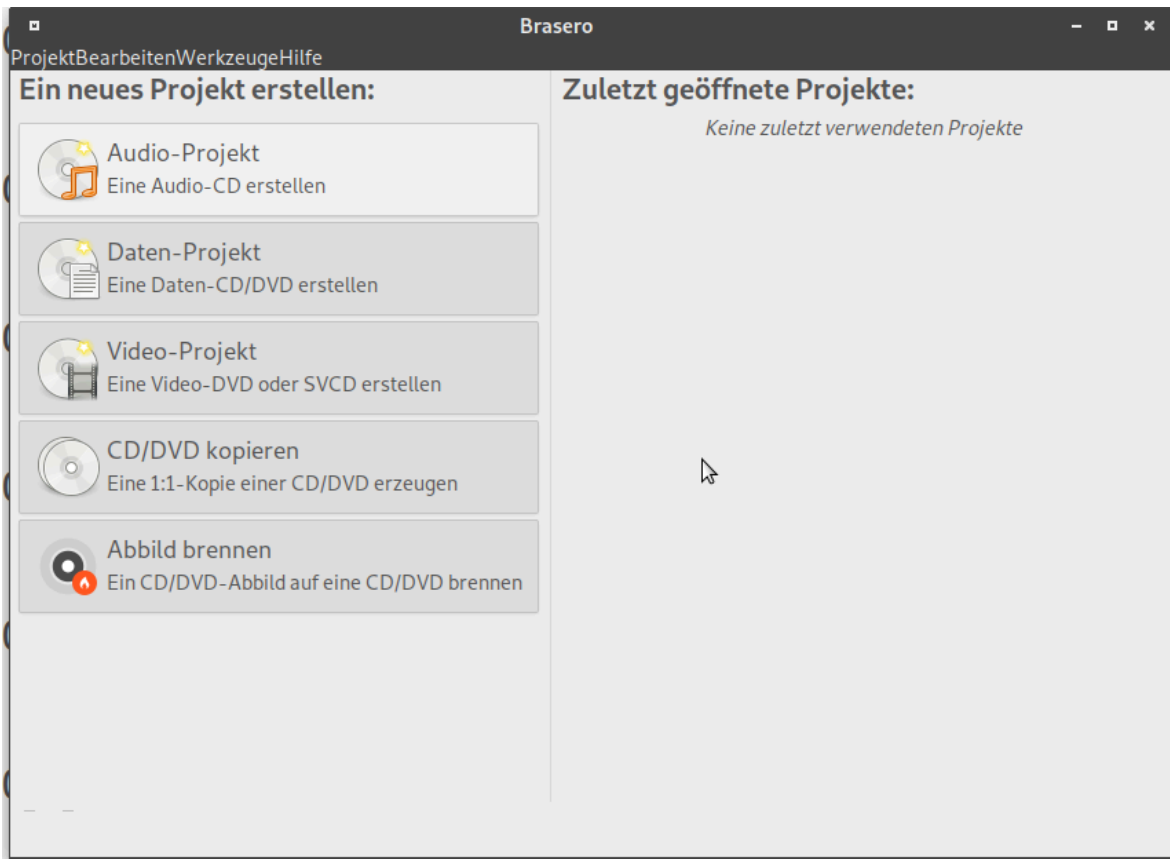 Brasero
ProjektBearbeitenWerkzeugeHilfe
Ein neues Projekt erstellen:
Audio-Projekt
Eine Audio-CD erstellen
Daten-Projekt
Eine Daten-CD/DVD erstellen
Video-Projekt
Eine Video-DVD oder SVCD erstellen
CD/DVD kopieren
Eine 1:1-Kopie einer CD/DVD erzeugen
Abbild brennen
Ein CD/DVD-Abbild auf eine CD/DVD brennen
Zuletzt geöffnete Projekte:
Keine zuletzt verwendeten Projekte